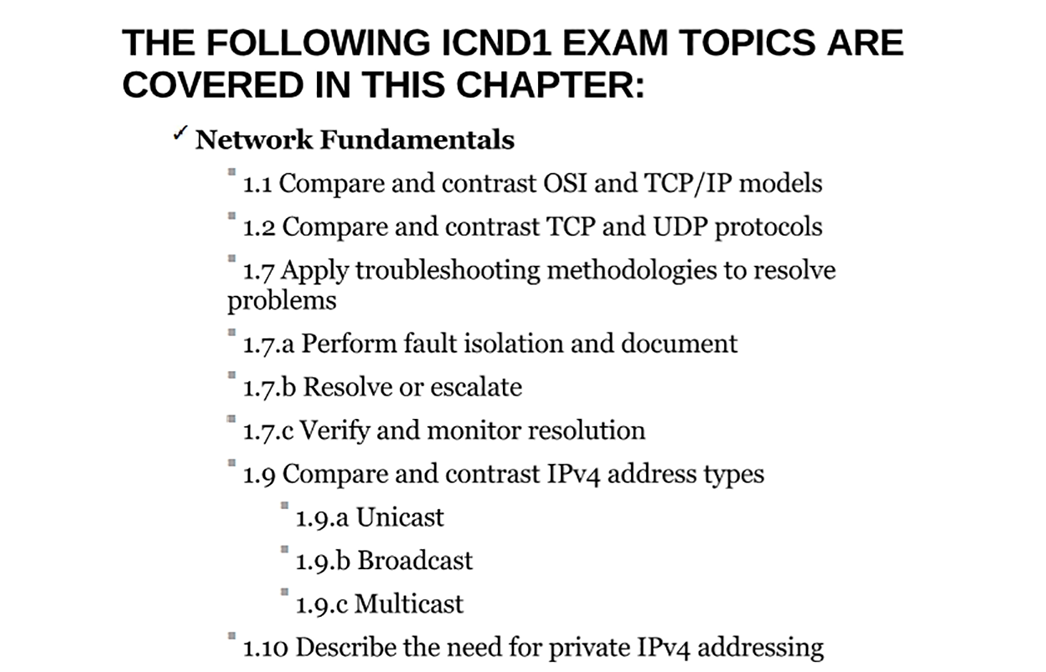 THE FOLLOWING ICND1 EXAM TOPICS ARE
COVERED IN THIS CHAPTER:
✓ Network Fundamentals
▪ 1.1 Compare and contrast OSI and TCP/IP models
▪ 1.2 Compare and contrast TCP and UDP protocols
▪ 1.7 Apply troubleshooting methodologies to resolve
problems
▪ 1.7.a Perform fault isolation and document
▪ 1.7.b Resolve or escalate
▪ 1.7.c Verify and monitor resolution
▪ 1.9 Compare and contrast IPv4 address types
▪ 1.9.a Unicast
▪ 1.9.b Broadcast
▪ 1.9.c Multicast
▪ 1.10 Describe the need for private IPv4 addressing